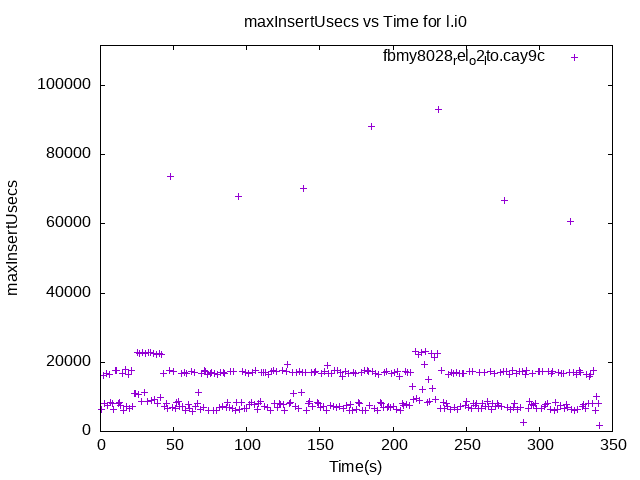 maxInsertUsecs vs Time for l.i0
fbmy8028relo2lto.cay9c
maxInsertUsecs
100000
80000
60000
40000
20000
0
0 50 100 150 200 250 300 350
Time(s)